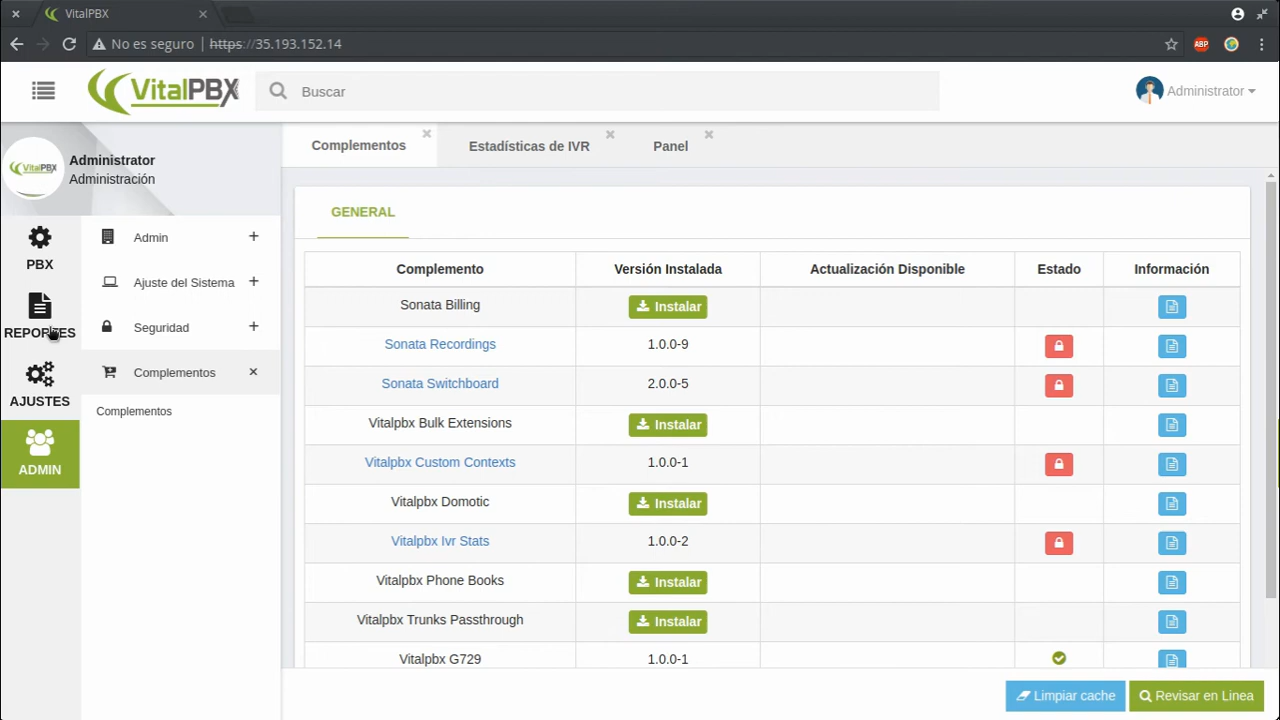 VitalPBX
No es seguro
https://35.193.152.14
VitalPBX
Buscar
Administrator
VitalPBX
Administrator
Administración
PBX
REPORTES
AJUSTES
ADMIN
Admin
Ajuste del Sistema
Seguridad
Complementos
Complementos
Complementos
Estadísticas de IVR
Panel
GENERAL
Complemento Versión Instalada Actualización Disponible Estado Información
Sonata Billing Instalar
Sonata Recordings 1.0.0-9
Sonata Switchboard 2.0.0-5
Vitalpbx Bulk Extensions Instalar
Vitalpbx Custom Contexts 1.0.0-1
Vitalpbx Domotic Instalar
Vitalpbx Ivr Stats 1.0.0-2
Vitalpbx Phone Books Instalar
Vitalpbx Trunks Passthrough Instalar
Vitalpbx G729 1.0.0-1
Limpiar cache
Revisar en Linea
ABP